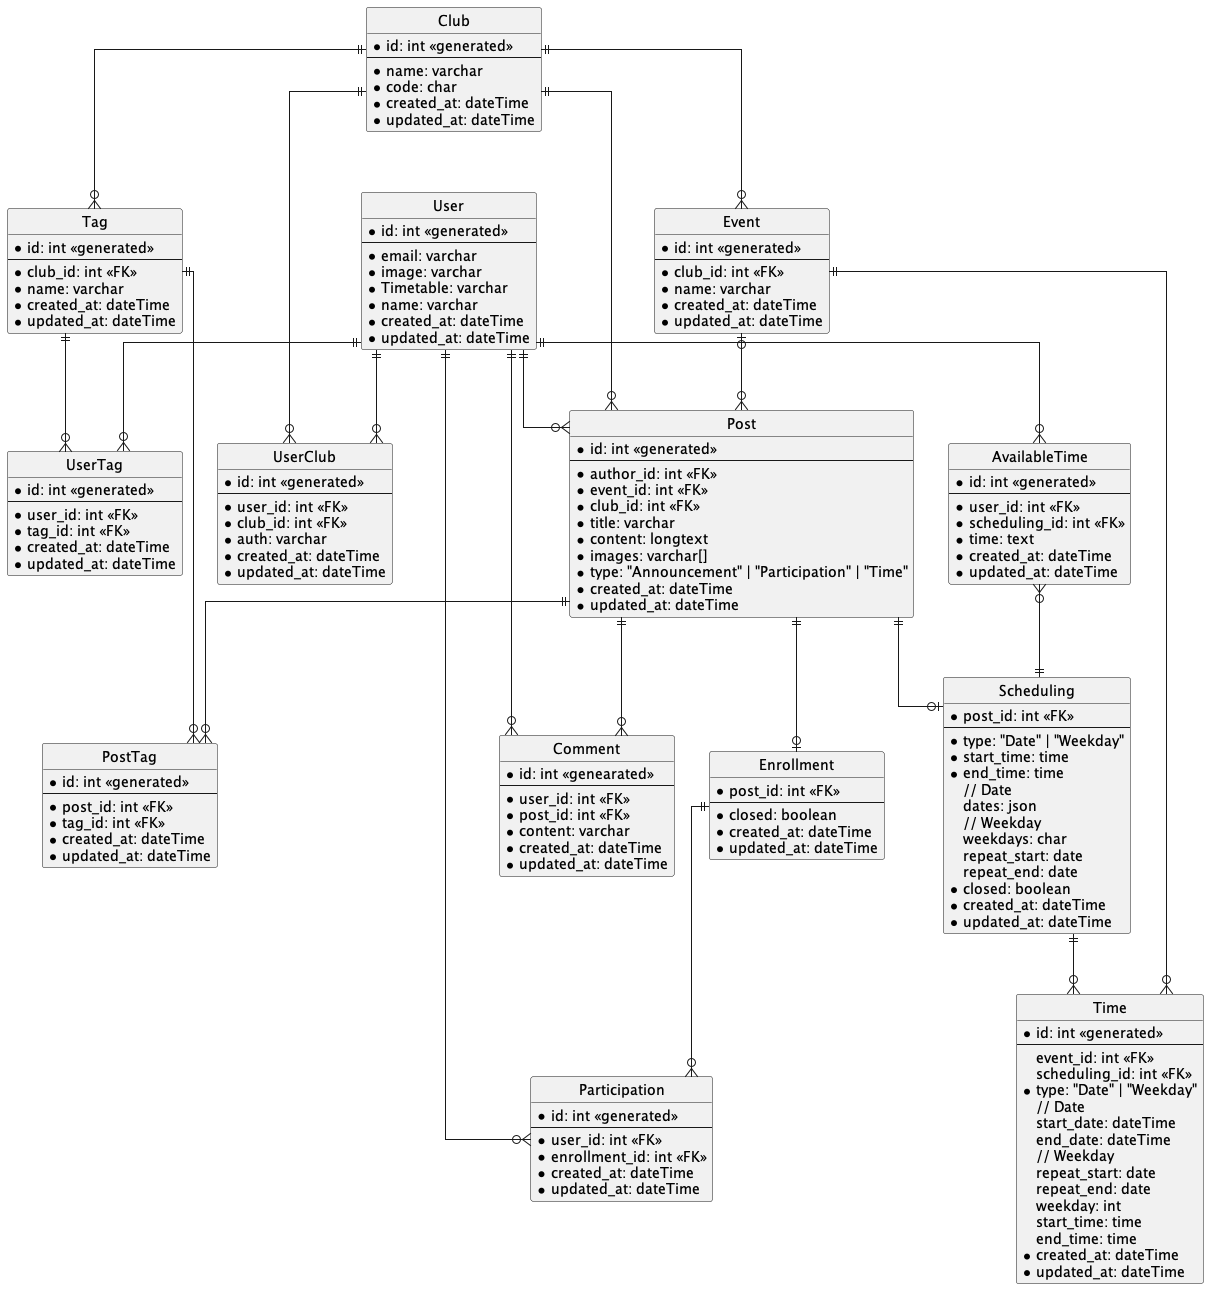 Club
id: int «generated»
name: varchar
code: char
created_at: dateTime
updated_at: dateTime
Tag
id: int «generated»
club_id: int «FK»
name: varchar
created_at: dateTime
updated_at: dateTime
User
id: int «generated»
email: varchar
image: varchar
Timetable: varchar
name: varchar
created_at: dateTime
updated_at: dateTime
Event
id: int «generated»
club_id: int «FK»
name: varchar
created_at: dateTime
updated_at: dateTime
UserTag
id: int «generated»
user_id: int «FK»
tag_id: int «FK»
created_at: dateTime
updated_at: dateTime
UserClub
id: int «generated»
user_id: int «FK»
club_id: int «FK»
auth: varchar
created_at: dateTime
updated_at: dateTime
Post
id: int «generated»
author_id: int «FK»
event_id: int «FK»
club_id: int «FK»
title: varchar
content: longtext
images: varchar[]
type: "Announcement" | "Participation" | "Time"
created_at: dateTime
updated_at: dateTime
AvailableTime
id: int «generated»
user_id: int «FK»
scheduling_id: int «FK»
time: text
created_at: dateTime
updated_at: dateTime
PostTag
id: int «generated»
post_id: int «FK»
tag_id: int «FK»
created_at: dateTime
updated_at: dateTime
Comment
id: int «genearated»
user_id: int «FK»
post_id: int «FK»
content: varchar
created_at: dateTime
updated_at: dateTime
Enrollment
post_id: int «FK»
closed: boolean
created_at: dateTime
updated_at: dateTime
Scheduling
post_id: int «FK»
type: "Date" | "Weekday"
start_time: time
end_time: time
// Date
dates: json
// Weekday
weekdays: char
repeat_start: date
repeat_end: date
closed: boolean
created_at: dateTime
updated_at: dateTime
Participation
id: int «generated»
user_id: int «FK»
enrollment_id: int «FK»
created_at: dateTime
updated_at: dateTime
Time
id: int «generated»
event_id: int «FK»
scheduling_id: int «FK»
type: "Date" | "Weekday"
// Date
start_date: dateTime
end_date: dateTime
// Weekday
repeat_start: date
repeat_end: date
weekday: int
start_time: time
end_time: time
created_at: dateTime
updated_at: dateTime